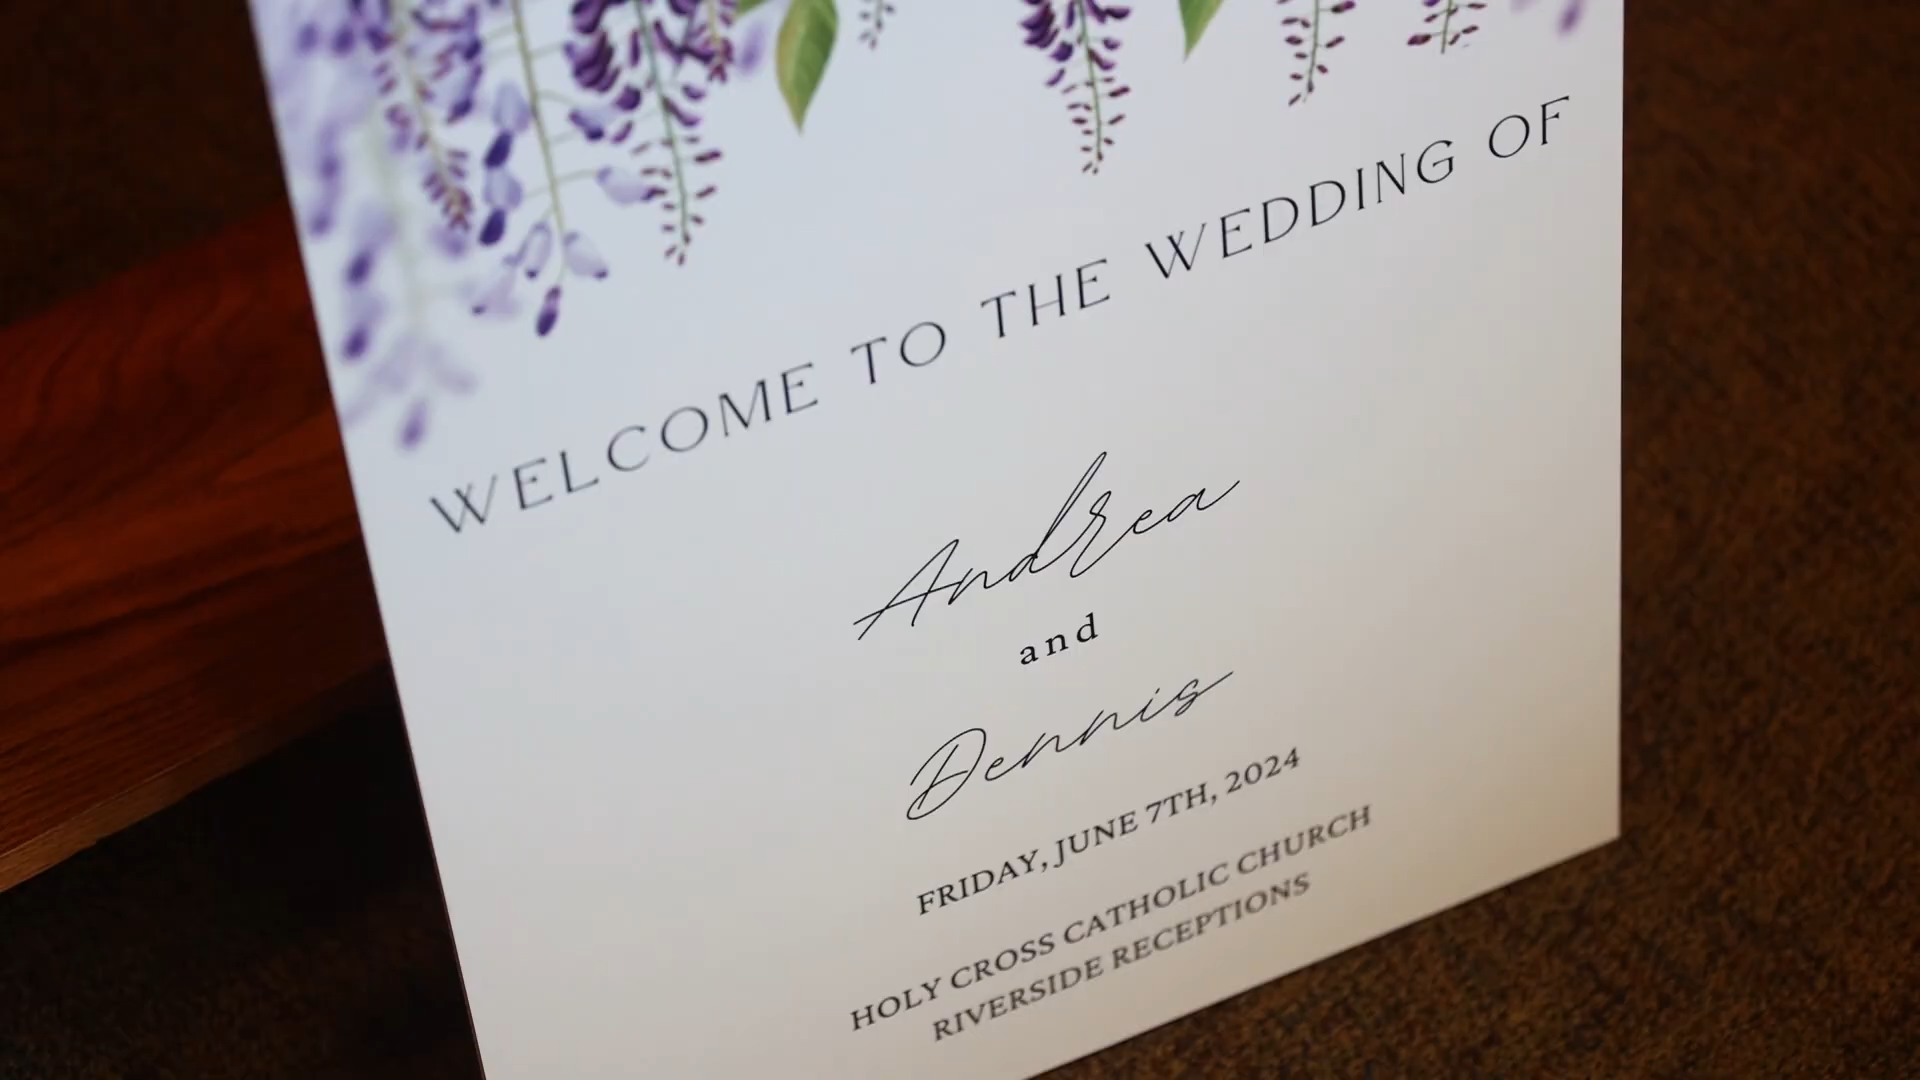 WELCOME TO THE WEDDING OF
Andrea
and
Dennis
FRIDAY, JUNE 7TH, 2024
HOLY CROSS CATHOLIC CHURCH
RIVERSIDE RECEPTIONS